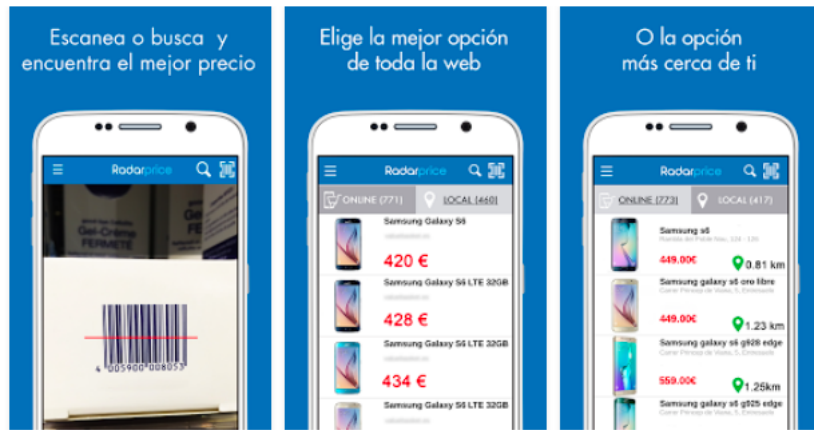 Escanea o busca y
encuentra el mejor precio
Radarprice
Gel-Crème
FERMETÉ
4 005900 008053
Elige la mejor opción
de toda la web
Radarprice
ONLINE (771)
LOCAL (460)
Samsung Galaxy S6
420 €
Samsung Galaxy S6 LTE 32GB
428 €
Samsung Galaxy S6 LTE 32GB
434 €
Samsung Galaxy S6 LTE 32GB
O la opción
más cerca de ti
Radarprice
ONLINE (773)
LOCAL (417)
Samsung s6
449.00€
0.81 km
Samsung galaxy s6 oro libre
449.00€
1.23 km
Samsung galaxy s6 g928 edge
559.00€
1.25km
Samsung galaxy s6 g925 edge